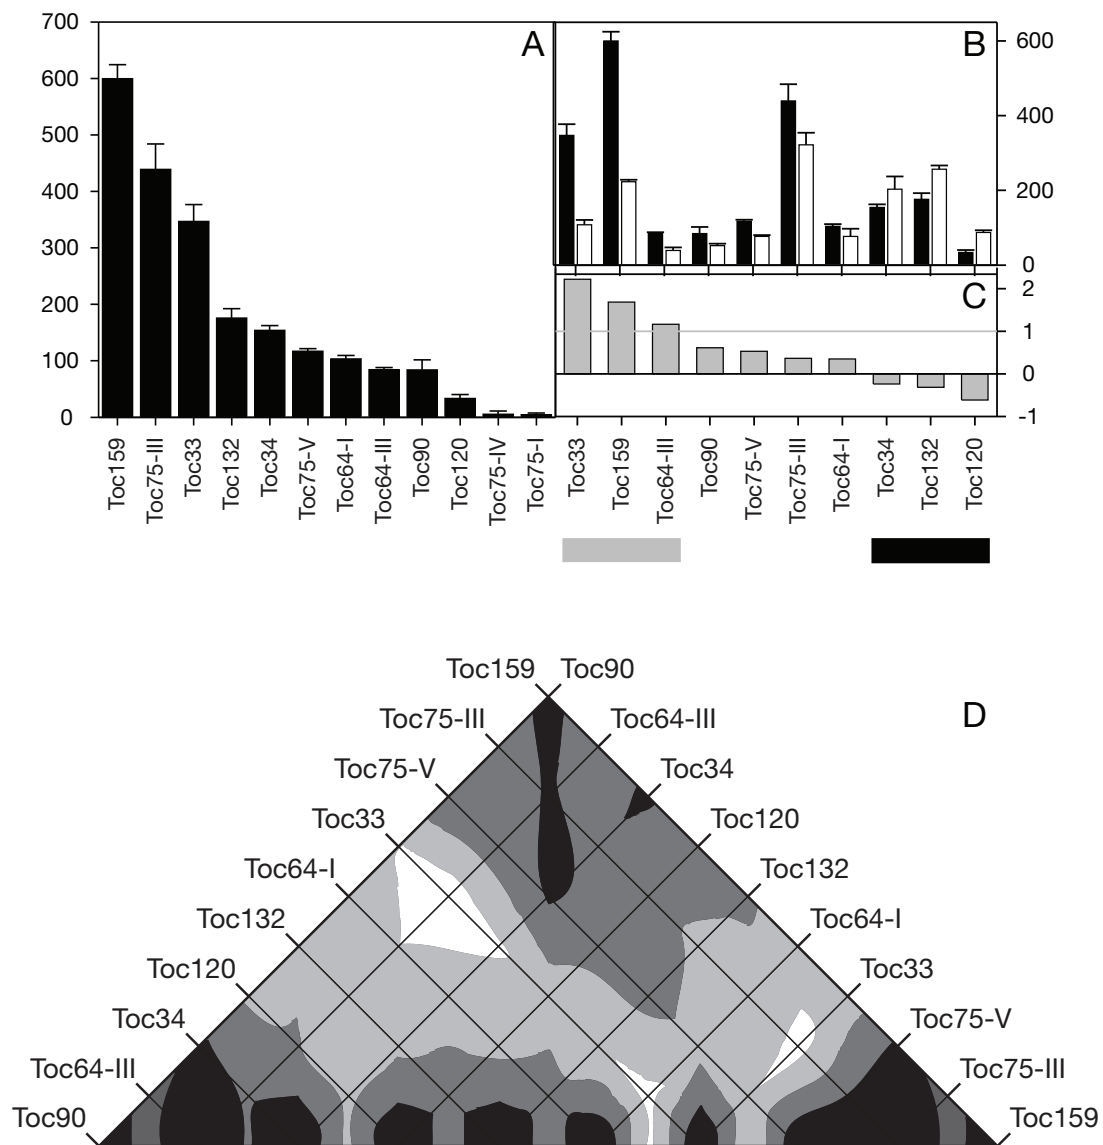 700
600
500
400
300
200
100
0
A
B
600
400
200
0
C
2
1
0
-1
Toc159
Toc75-III
Toc33
Toc132
Toc34
Toc75-V
Toc64-I
Toc64-III
Toc90
Toc120
Toc75-IV
Toc75-I
Toc33
Toc159
Toc64-III
Toc90
Toc75-V
Toc75-III
Toc64-I
Toc34
Toc132
Toc120
D
Toc159
Toc75-III
Toc75-V
Toc33
Toc64-I
Toc132
Toc120
Toc34
Toc64-III
Toc90
Toc90
Toc64-III
Toc34
Toc120
Toc132
Toc64-I
Toc33
Toc75-V
Toc75-III
Toc159